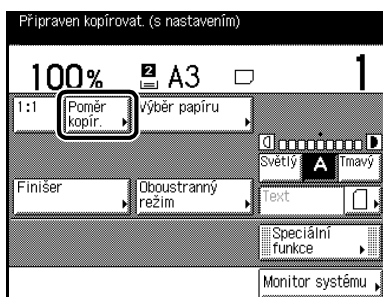 Připraven kopírovat. (s nastavením)
100% 2 A3 1
1:1 Poměr kopír. Výběr papíru
Světlý A Tmavý
Finišer Oboustranný režim Text
Speciální funkce
Monitor systému